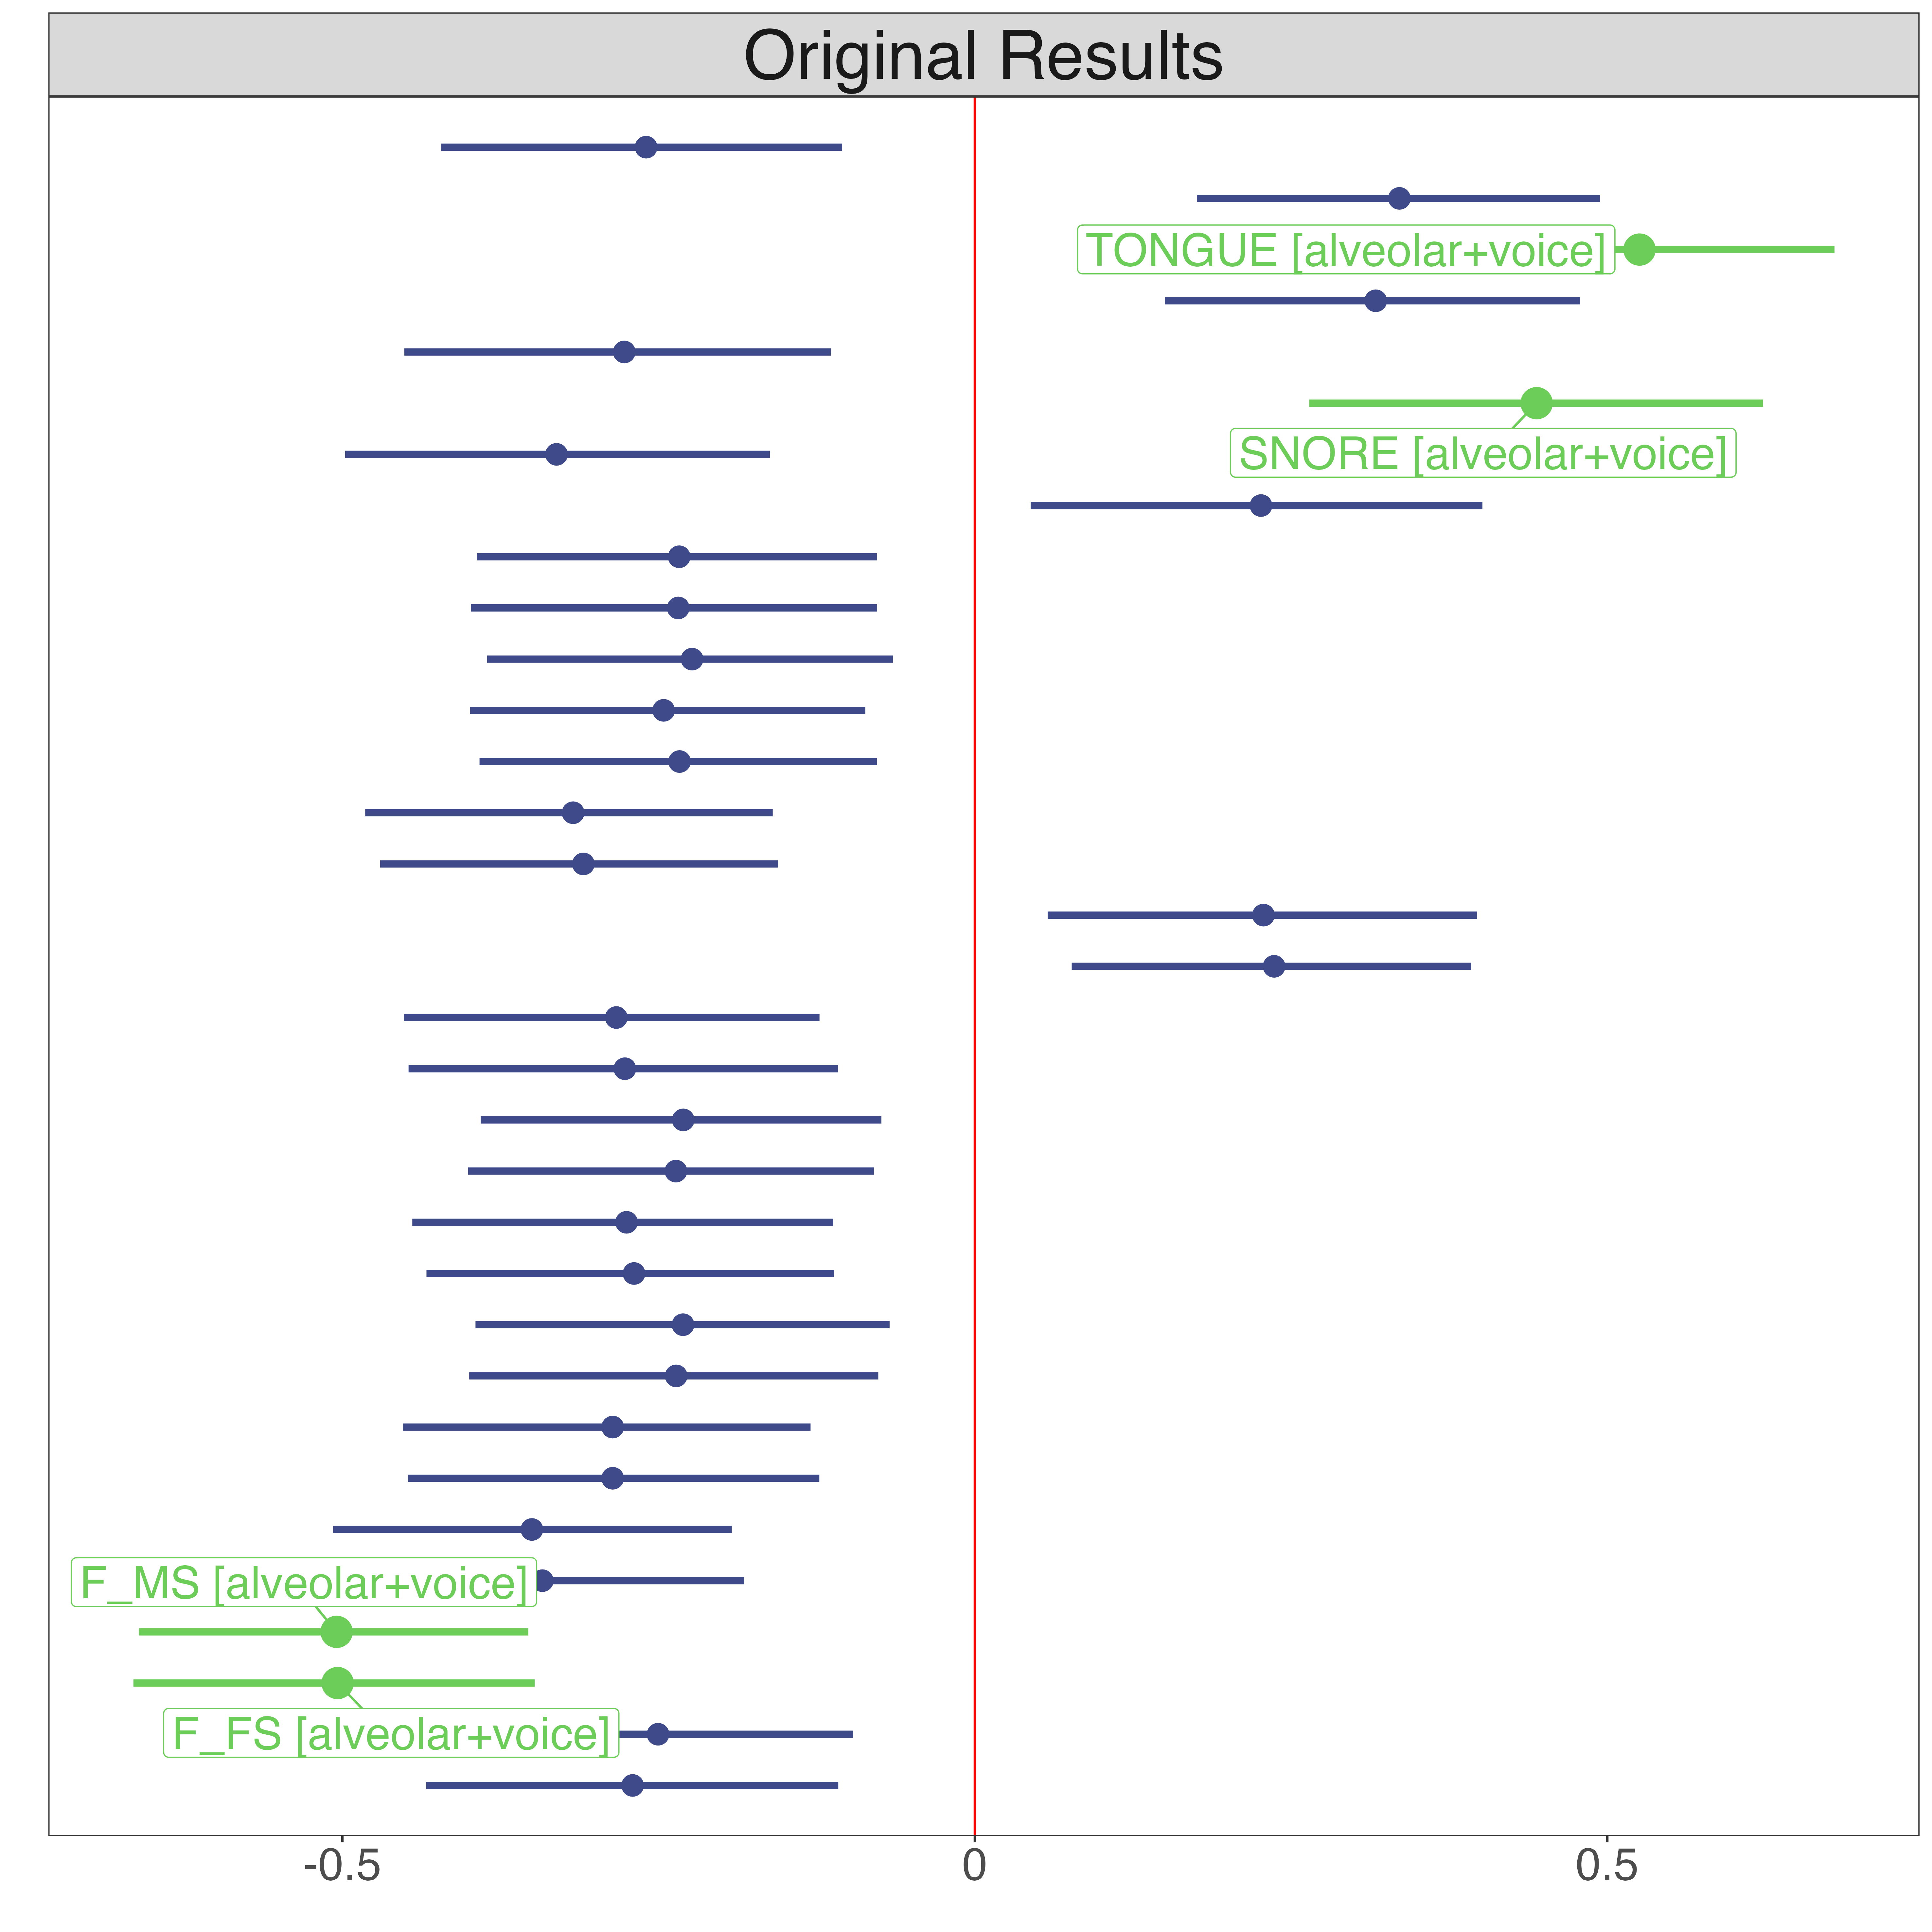 Original Results
TONGUE [alveolar+voice]
SNORE [alveolar+voice]
F_MS [alveolar+voice]
F_FS [alveolar+voice]
-0.5 0 0.5